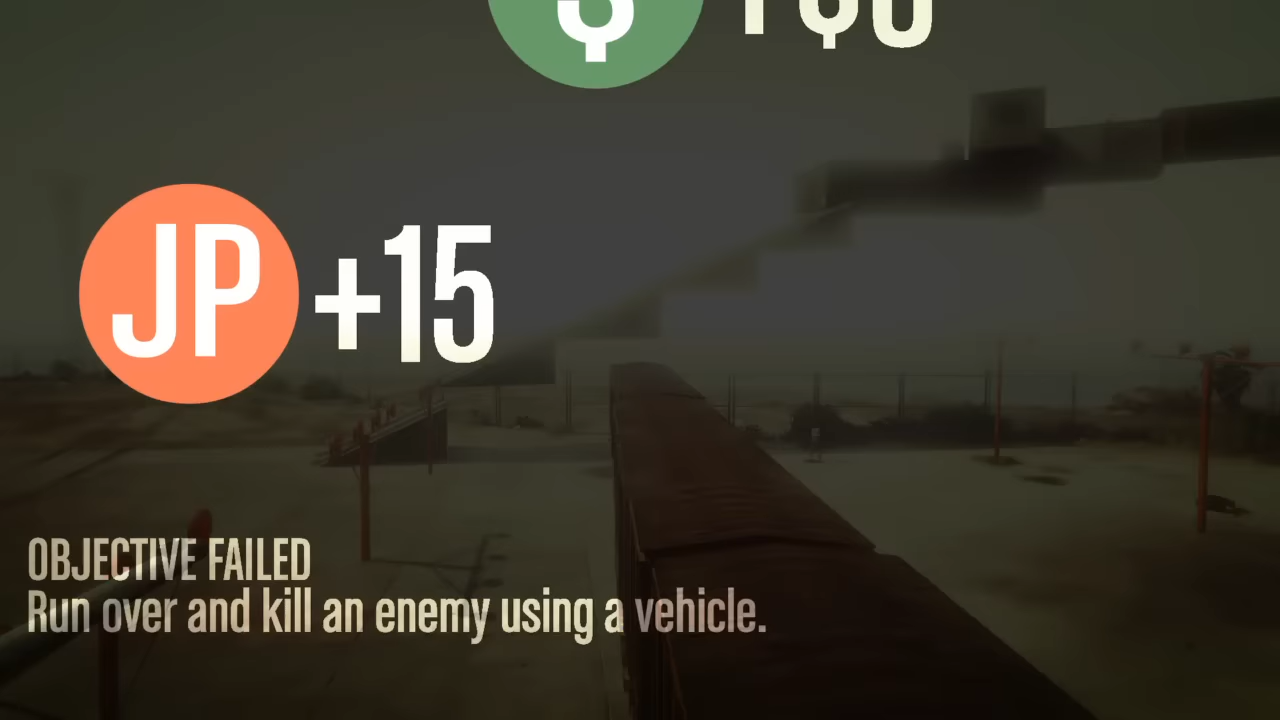 $
JP +15
OBJECTIVE FAILED
Run over and kill an enemy using a vehicle.